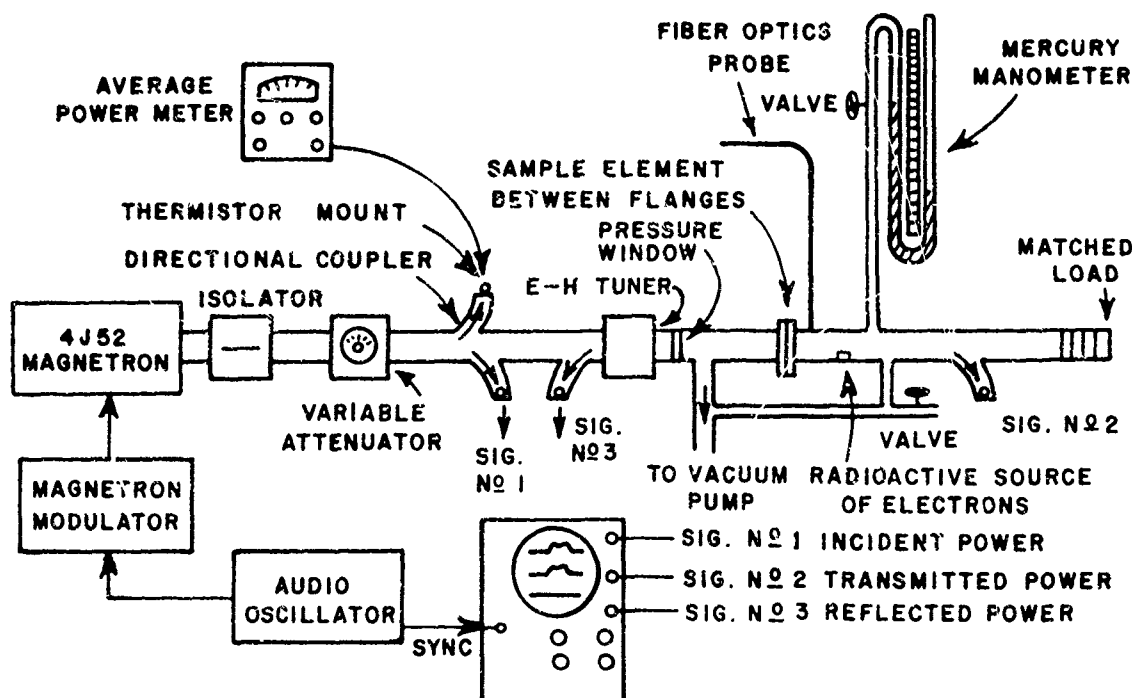 FIBER OPTICS
PROBE
MERCURY
MANOMETER
AVERAGE
POWER METER
VALVE
SAMPLE ELEMENT
BETWEEN FLANGES
THERMISTOR MOUNT
PRESSURE
WINDOW
MATCHED
LOAD
DIRECTIONAL COUPLER
E-H TUNER
ISOLATOR
4J52
MAGNETRON
VARIABLE
ATTENUATOR
SIG.
Nº 1
SIG.
Nº3
VALVE
SIG. Nº 2
TO VACUUM
PUMP
RADIOACTIVE SOURCE
OF ELECTRONS
MAGNETRON
MODULATOR
SIG. Nº 1 INCIDENT POWER
SIG. Nº 2 TRANSMITTED POWER
SIG. Nº 3 REFLECTED POWER
AUDIO
OSCILLATOR
SYNC